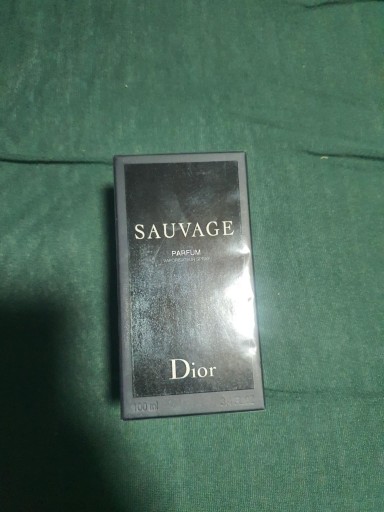 SAUVAGE
PARFUM
Dior
100 ml